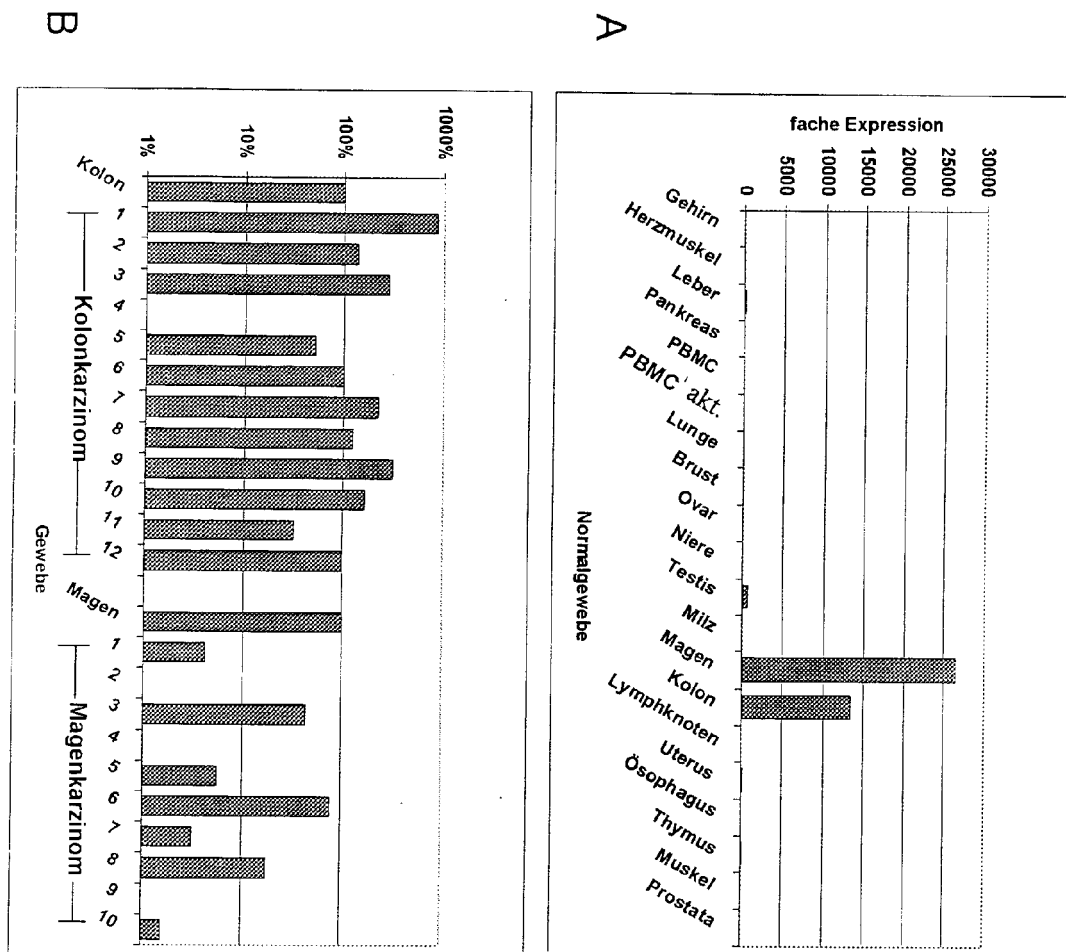 A
fache Expression
30000
25000
20000
15000
10000
5000
0
Gehirn
Herzmuskel
Leber
Pankreas
PBMC
PBMC akt.
Lunge
Brust
Ovar
Niere
Testis
Milz
Magen
Kolon
Lymphknoten
Uterus
Ösophagus
Thymus
Muskel
Prostata
Normalgewebe
B
1000%
100%
10%
1%
Kolon
1
2
3
4
5
6
7
8
9
10
11
12
Magen
1
2
3
4
5
6
7
8
9
10
Kolonkarzinom
Magenkarzinom
Gewebe